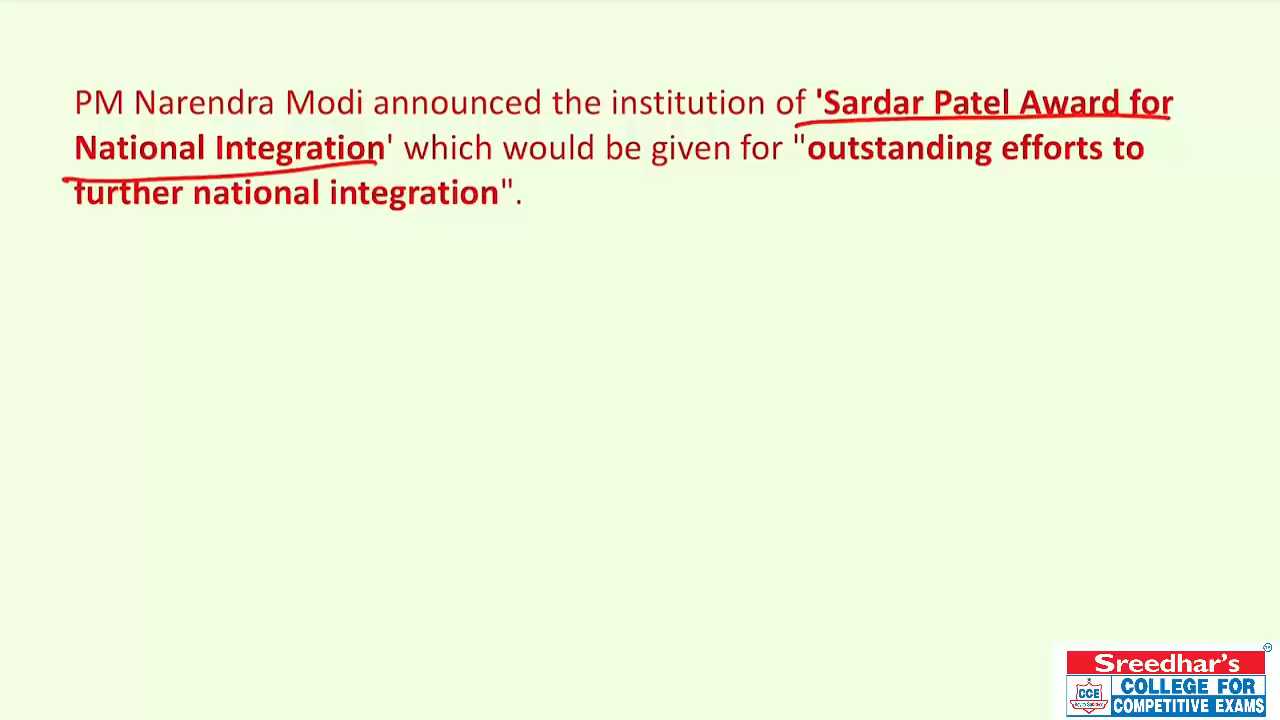 PM Narendra Modi announced the institution of 'Sardar Patel Award for
National Integration' which would be given for "outstanding efforts to
further national integration".
Sreedhar's
CCE
COLLEGE FOR
COMPETITIVE EXAMS